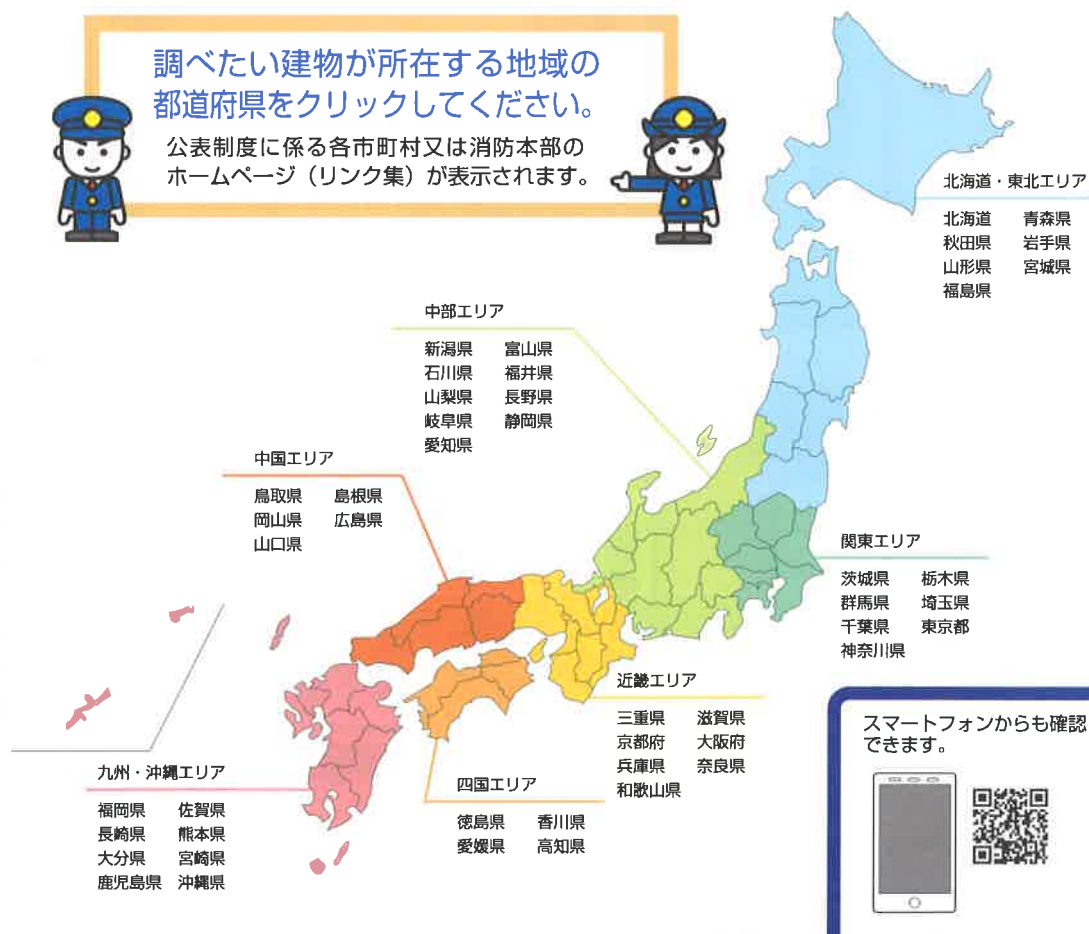 調べたい建物が所在する地域の
都道府県をクリックしてください。
公表制度に係る各市町村又は消防本部の
ホームページ（リンク集）が表示されます。
北海道・東北エリア
北海道 青森県
秋田県 岩手県
山形県 宮城県
福島県
中部エリア
新潟県 富山県
石川県 福井県
山梨県 長野県
岐阜県 静岡県
愛知県
中国エリア
鳥取県 島根県
岡山県 広島県
山口県
関東エリア
茨城県 栃木県
群馬県 埼玉県
千葉県 東京都
神奈川県
近畿エリア
三重県 滋賀県
京都府 大阪府
兵庫県 奈良県
和歌山県
四国エリア
徳島県 香川県
愛媛県 高知県
九州・沖縄エリア
福岡県 佐賀県
長崎県 熊本県
大分県 宮崎県
鹿児島県 沖縄県
スマートフォンからも確認
できます。